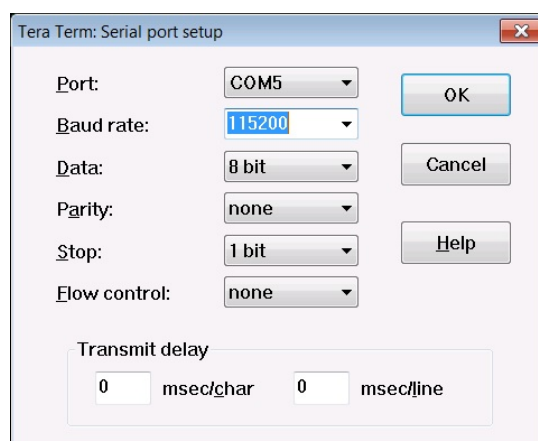 Tera Term: Serial port setup
Port: COM5 OK
Baud rate: 115200
Data: 8 bit Cancel
Parity: none
Stop: 1 bit Help
Flow control: none
Transmit delay
0 msec/char 0 msec/line